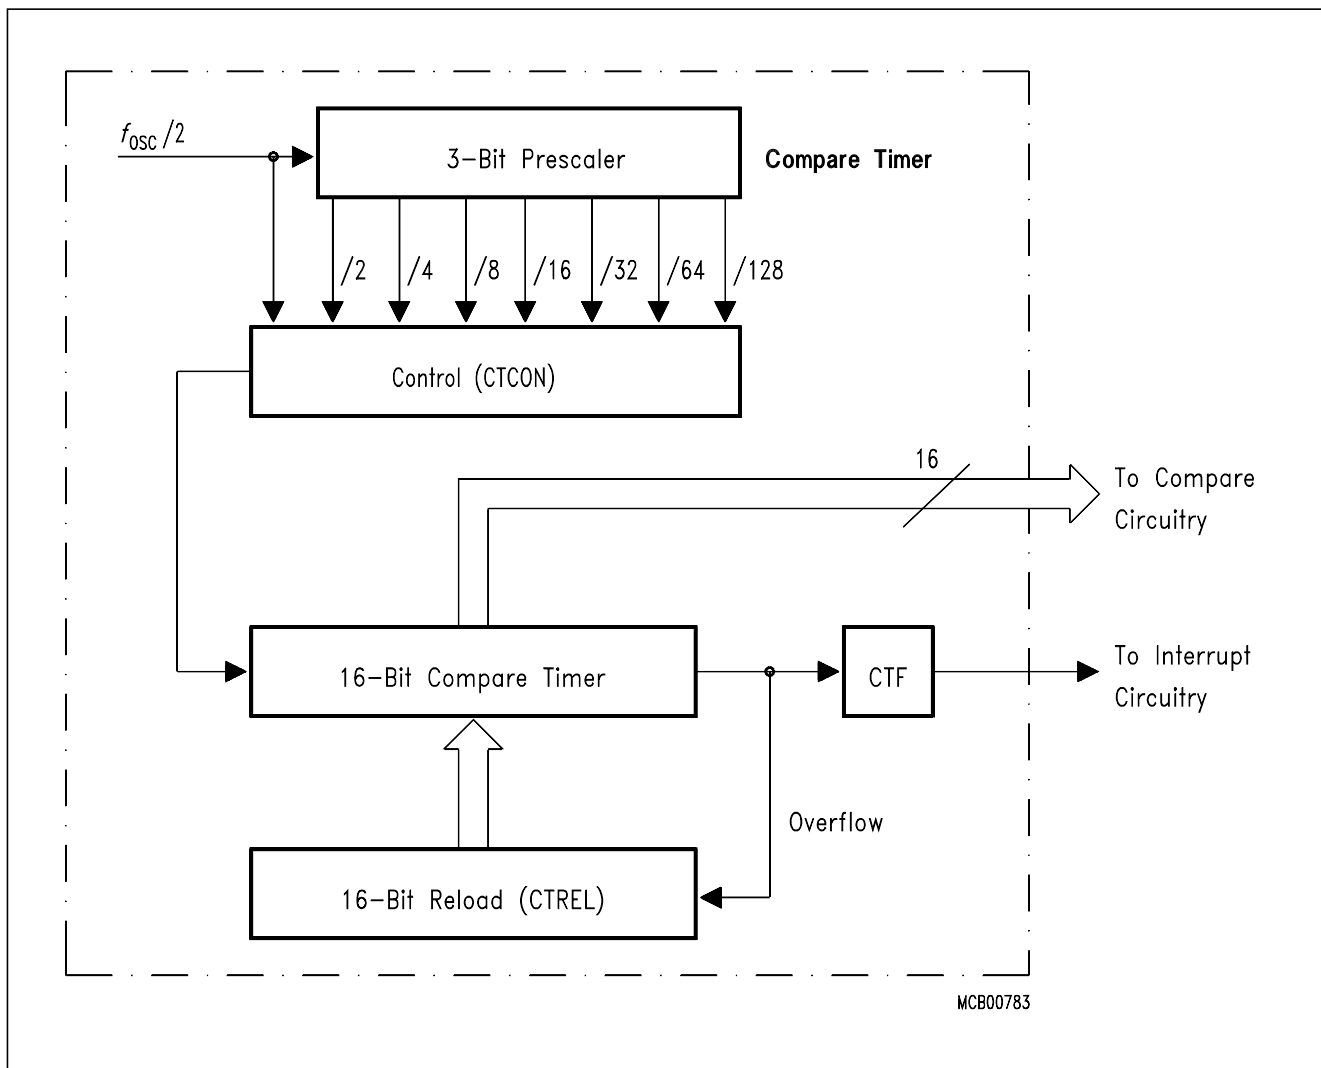 fOSC/2
3-Bit Prescaler
Compare Timer
/2
/4
/8
/16
/32
/64
/128
Control (CTCON)
16
To Compare
Circuitry
16-Bit Compare Timer
CTF
To Interrupt
Circuitry
Overflow
16-Bit Reload (CTREL)
MCB00783